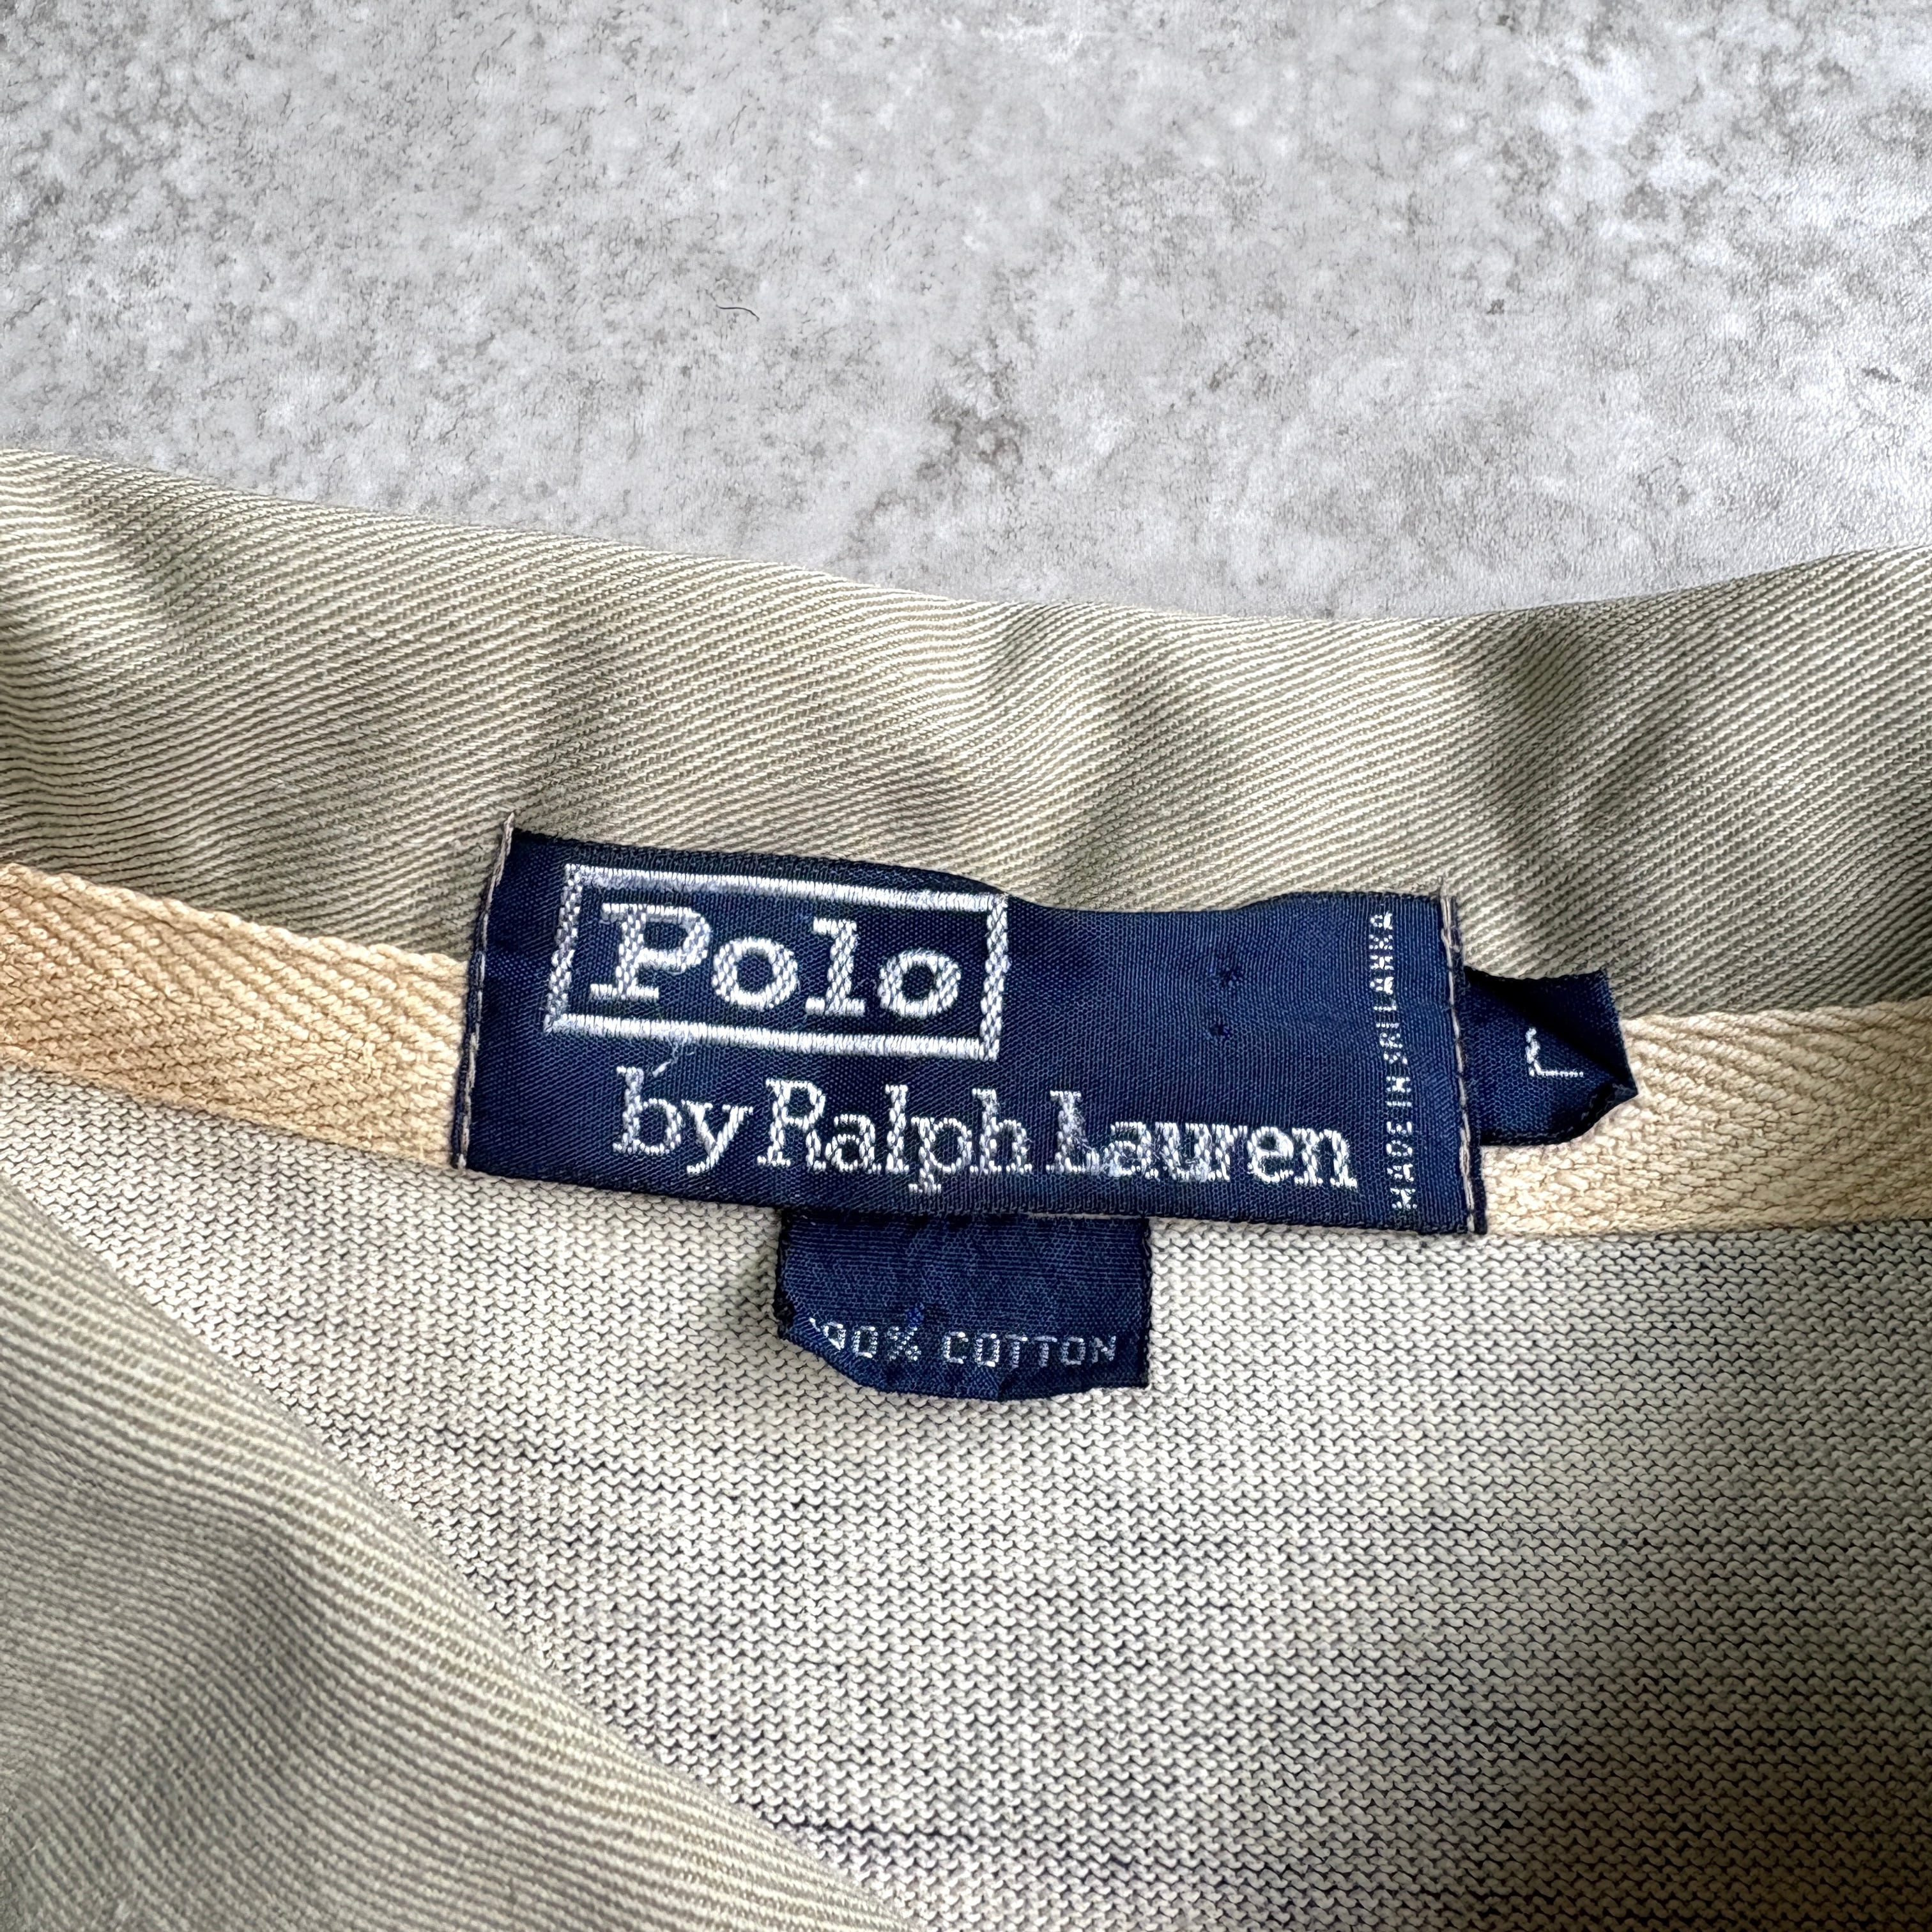 Polo
by Ralph Lauren
MADE IN SRI LANKA
L
100% COTTON